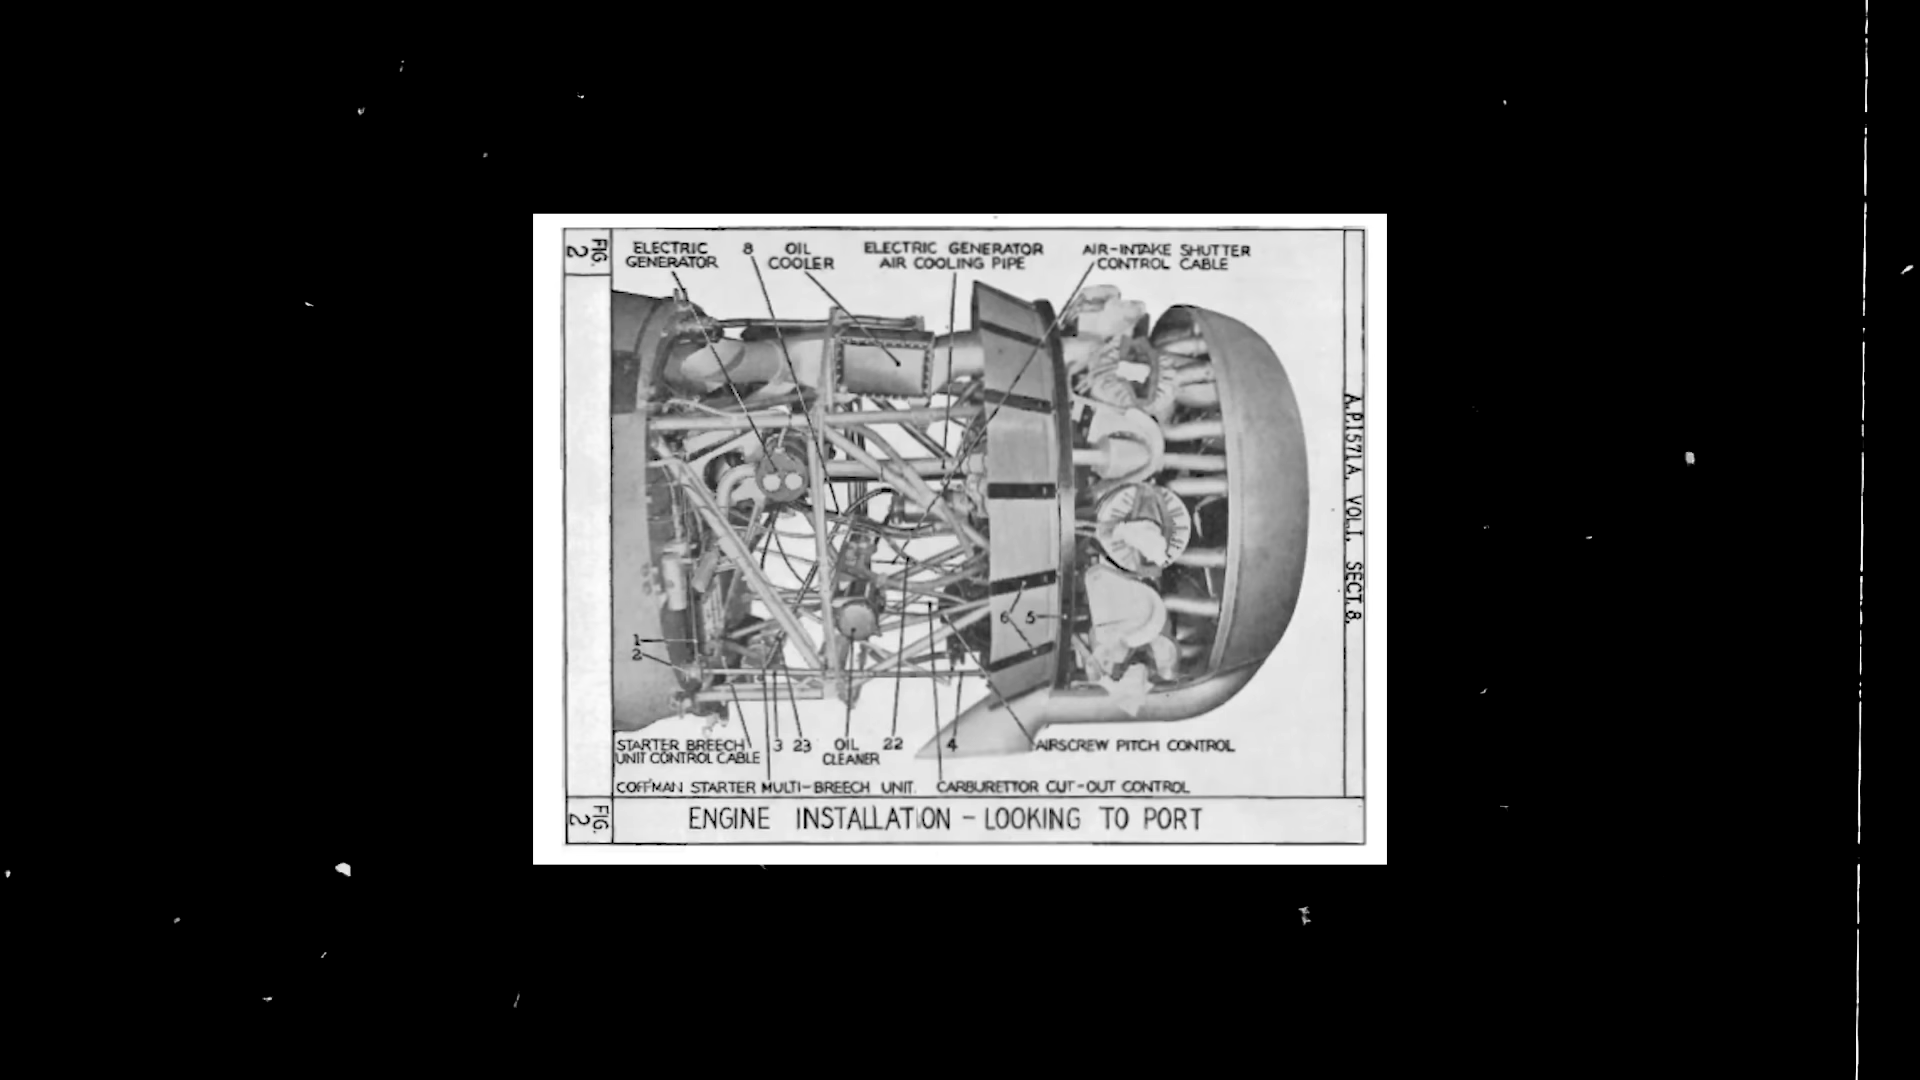 FIG. 2
ELECTRIC
GENERATOR
8
OIL
COOLER
ELECTRIC GENERATOR
AIR COOLING PIPE
AIR-INTAKE SHUTTER
CONTROL CABLE
A.P.1571A, VOL.I, SECT.8.
6
5
1
2
STARTER BREECH
UNIT CONTROL CABLE
3
23
OIL
CLEANER
22
4
AIRSCREW PITCH CONTROL
COFFMAN STARTER MULTI-BREECH UNIT.
CARBURETTOR CUT-OUT CONTROL
FIG. 2
ENGINE INSTALLATION - LOOKING TO PORT